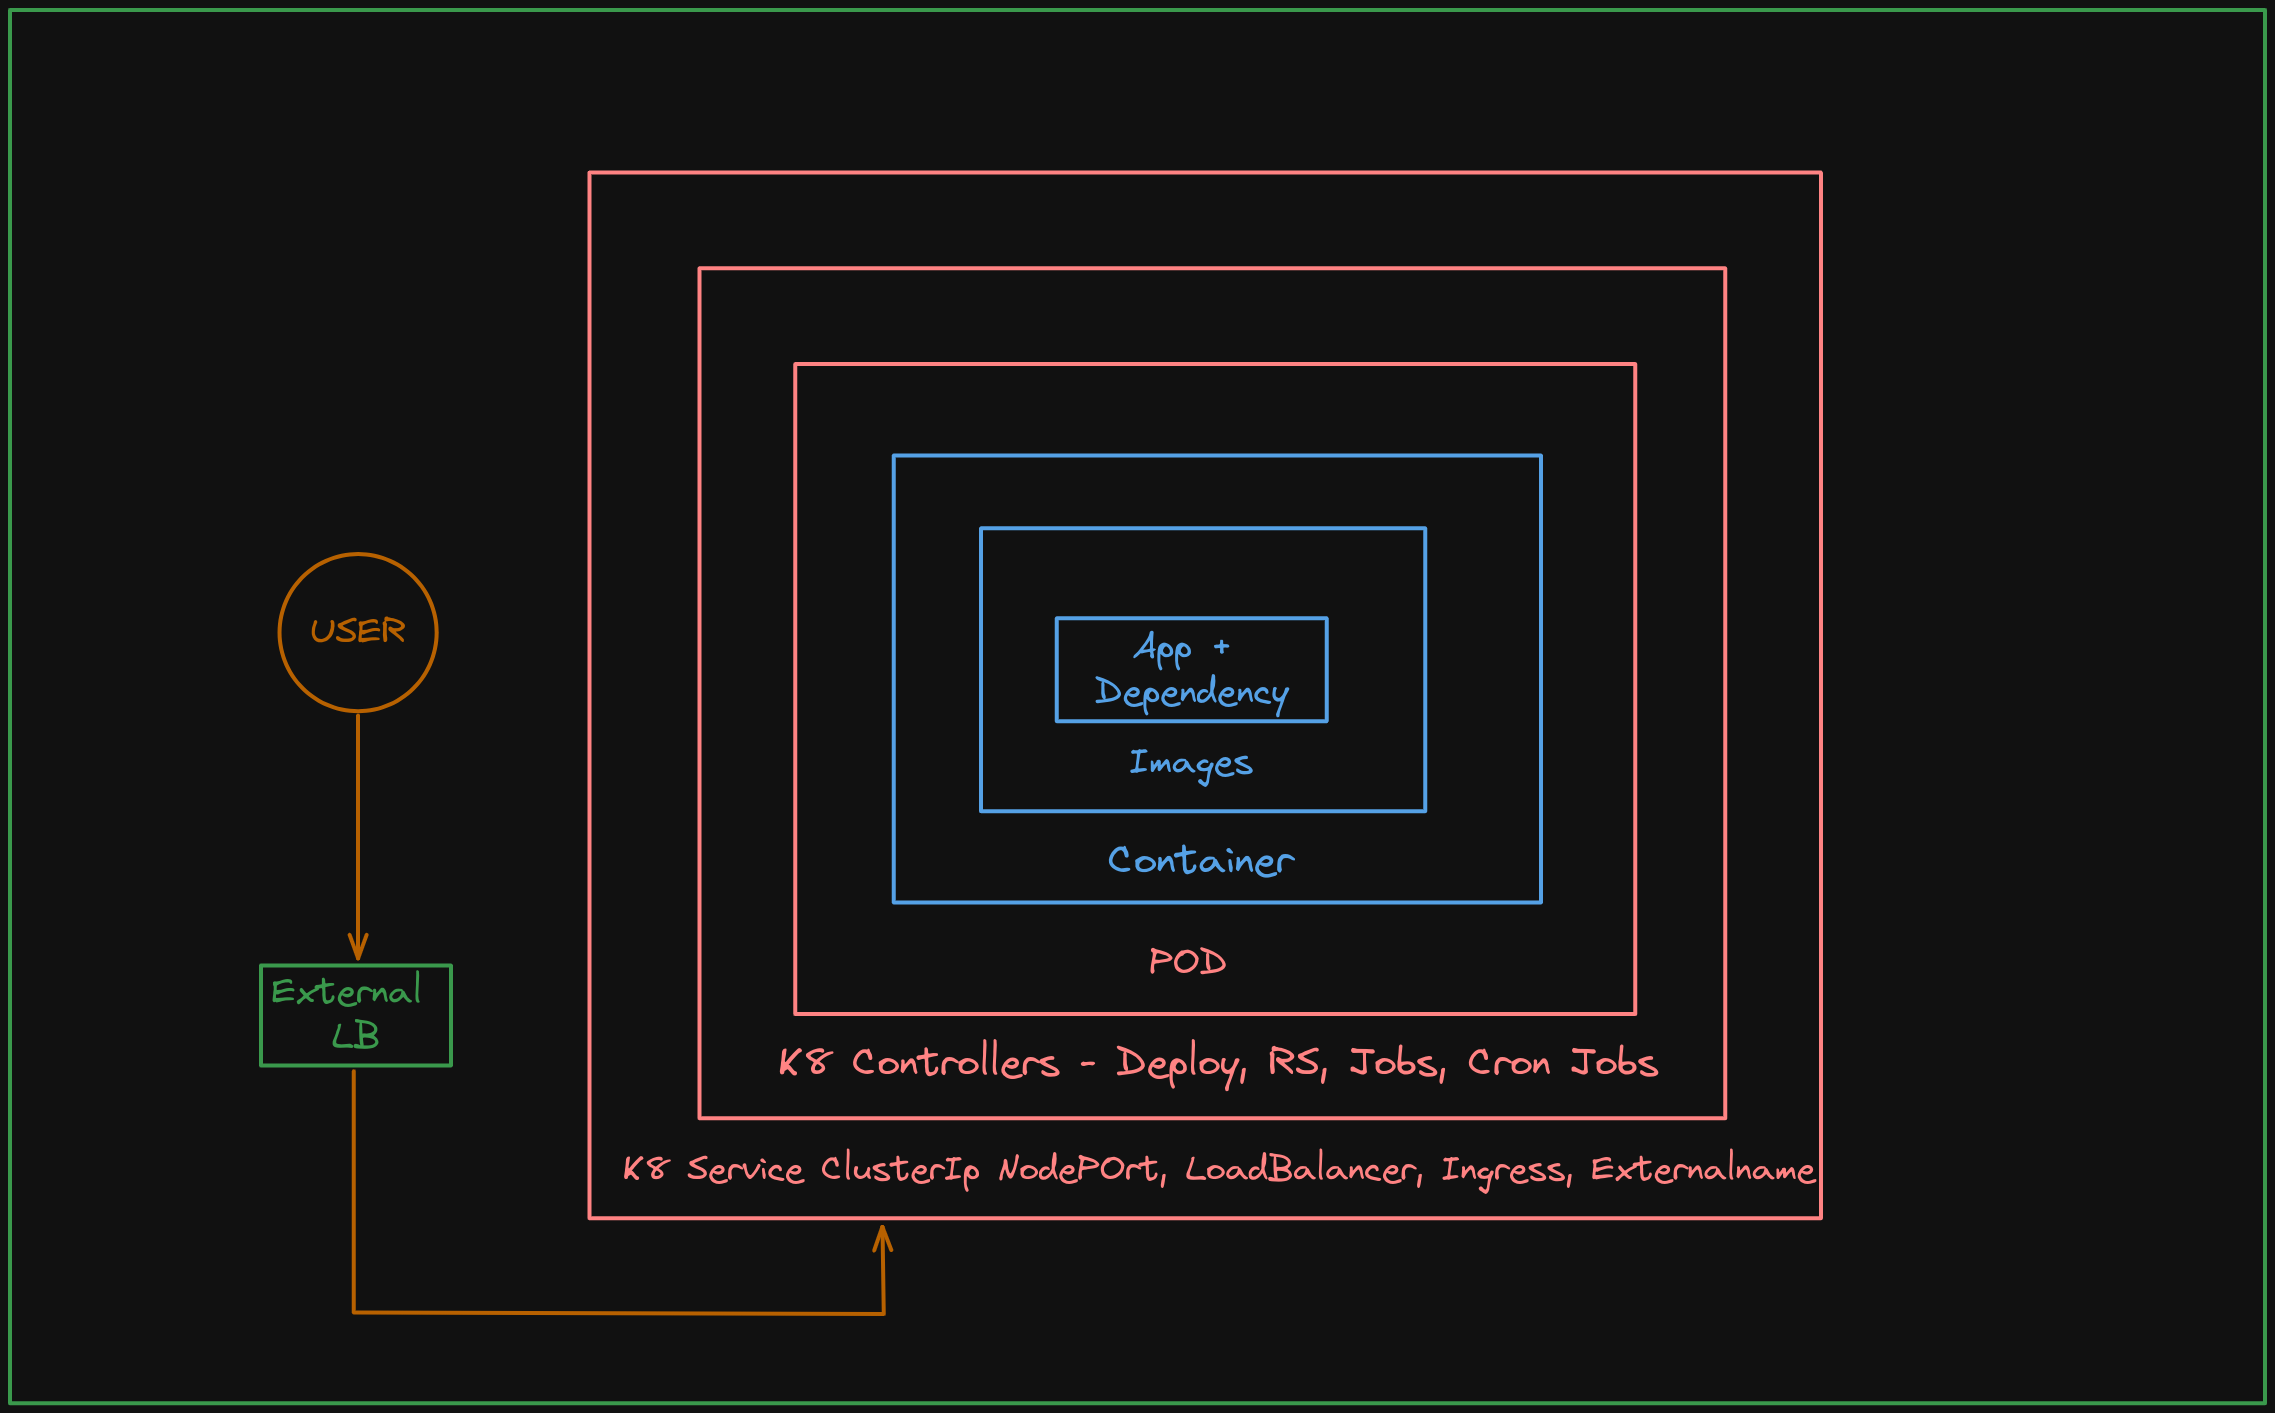 USER
External
LB
App +
Dependency
Images
Container
POD
K8 Controllers - Deploy, RS, Jobs, Cron Jobs
K8 Service ClusterIp NodePOrt, LoadBalancer, Ingress, Externalname